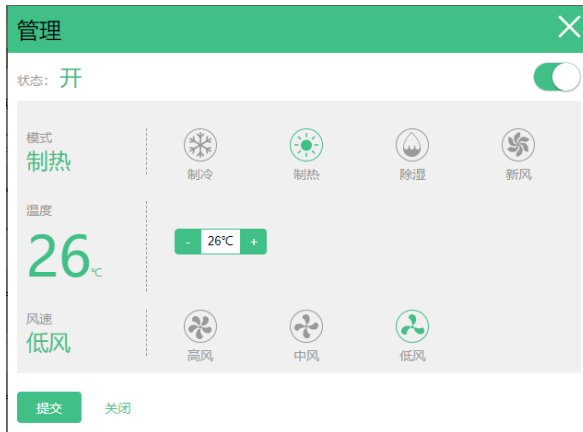 管理
状态: 开
模式
制热
制冷 制热 除湿 新风
温度
26℃
- 26℃ +
风速
低风
高风 中风 低风
提交 关闭